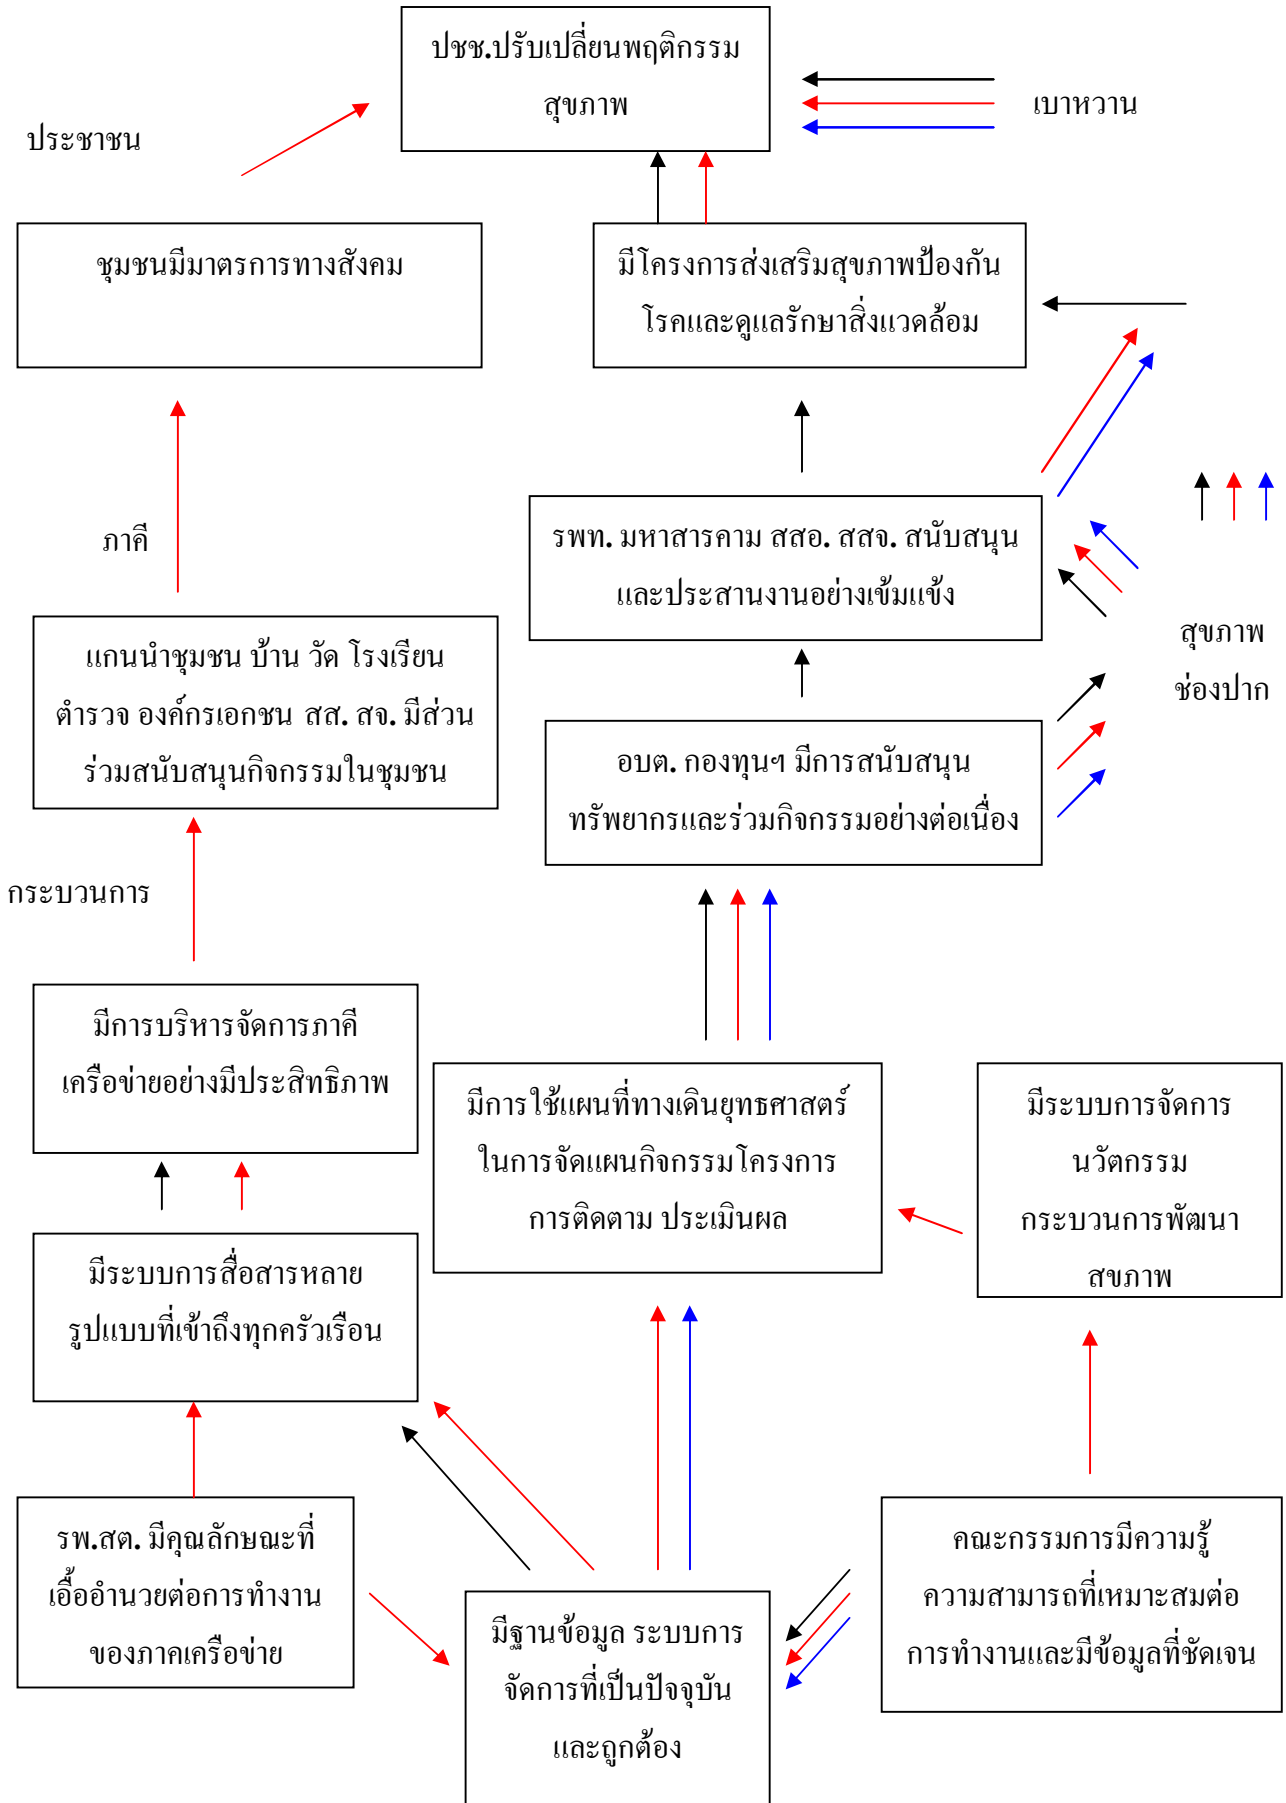 ปชช.ปรับเปลี่ยนพฤติกรรม
สุขภาพ
เบาหวาน
ประชาชน
ชุมชนมีมาตรการทางสังคม
มีโครงการส่งเสริมสุขภาพป้องกัน
โรคและดูแลรักษาสิ่งแวดล้อม
ภาคี
รพท. มหาสารคาม สสอ. สสจ. สนับสนุน
และประสานงานอย่างเข้มแข้ง
สุขภาพ
ช่องปาก
แกนนำชุมชน บ้าน วัด โรงเรียน
ตำรวจ องค์กรเอกชน สส. สจ. มีส่วน
ร่วมสนับสนุนกิจกรรมในชุมชน
อบต. กองทุนฯ มีการสนับสนุน
ทรัพยากรและร่วมกิจกรรมอย่างต่อเนื่อง
กระบวนการ
มีการบริหารจัดการภาคี
เครือข่ายอย่างมีประสิทธิภาพ
มีการใช้แผนที่ทางเดินยุทธศาสตร์
ในการจัดแผนกิจกรรมโครงการ
การติดตาม ประเมินผล
มีระบบการจัดการ
นวัตกรรม
กระบวนการพัฒนา
สขภาพ
มีระบบการสื่อสารหลาย
รูปแบบที่เข้าถึงทุกครัวเรือน
รพ.สต. มีคุณลักษณะที่
เอื้ออำนวยต่อการทำงาน
ของภาคเครือข่าย
มีฐานข้อมูล ระบบการ
จัดการที่เป็นปัจจุบัน
และถูกต้อง
คณะกรรมการมีความรู้
ความสามารถที่เหมาะสมต่อ
การทำงานและมีข้อมูลที่ชัดเจน